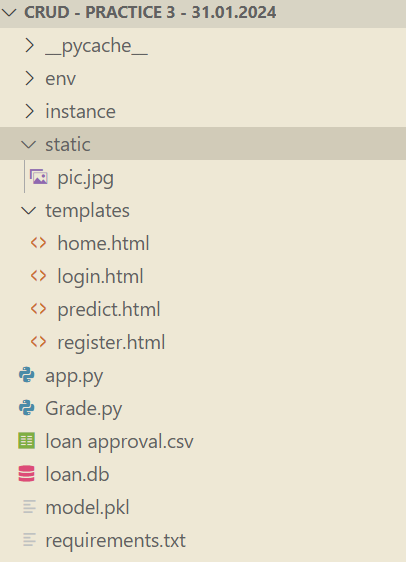 CRUD - PRACTICE 3 - 31.01.2024
__pycache__
env
instance
static
pic.jpg
templates
home.html
login.html
predict.html
register.html
app.py
Grade.py
loan approval.csv
loan.db
model.pkl
requirements.txt